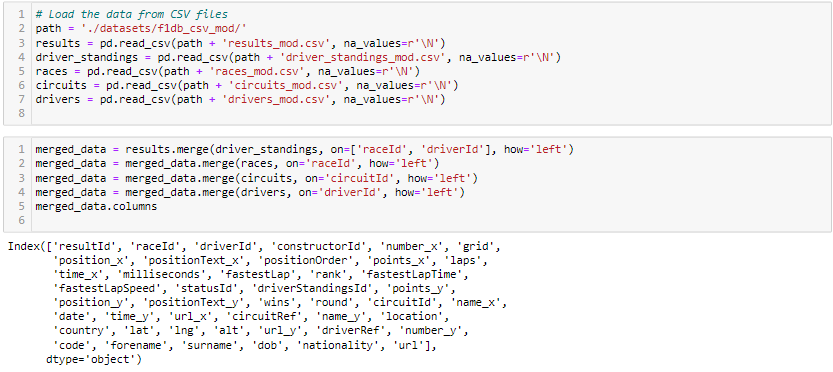 1 # Load the data from CSV files
2 path = './datasets/f1db_csv_mod/'
3 results = pd.read_csv(path + 'results_mod.csv', na_values=r'\N')
4 driver_standings = pd.read_csv(path + 'driver_standings_mod.csv', na_values=r'\N')
5 races = pd.read_csv(path + 'races_mod.csv', na_values=r'\N')
6 circuits = pd.read_csv(path + 'circuits_mod.csv', na_values=r'\N')
7 drivers = pd.read_csv(path + 'drivers_mod.csv', na_values=r'\N')
8
1 merged_data = results.merge(driver_standings, on=['raceId', 'driverId'], how='left')
2 merged_data = merged_data.merge(races, on='raceId', how='left')
3 merged_data = merged_data.merge(circuits, on='circuitId', how='left')
4 merged_data = merged_data.merge(drivers, on='driverId', how='left')
5 merged_data.columns
6
Index(['resultId', 'raceId', 'driverId', 'constructorId', 'number_x', 'grid',
'position_x', 'positionText_x', 'positionOrder', 'points_x', 'laps',
'time_x', 'milliseconds', 'fastestLap', 'rank', 'fastestLapTime',
'fastestLapSpeed', 'statusId', 'driverStandingsId', 'points_y',
'position_y', 'positionText_y', 'wins', 'round', 'circuitId', 'name_x',
'date', 'time_y', 'url_x', 'circuitRef', 'name_y', 'location',
'country', 'lat', 'lng', 'alt', 'url_y', 'driverRef', 'number_y',
'code', 'forename', 'surname', 'dob', 'nationality', 'url'],
dtype='object')